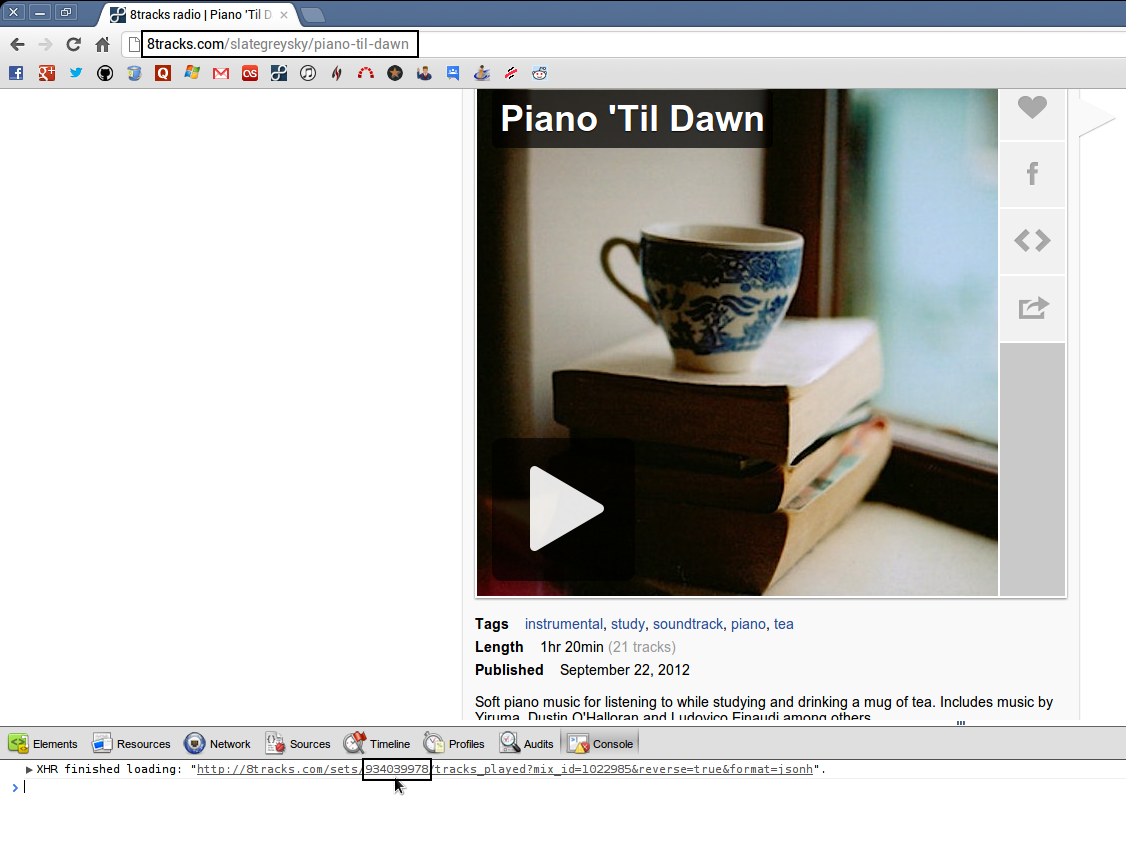 8tracks radio | Piano 'Til D
8tracks.com/slategreysky/piano-til-dawn
Piano 'Til Dawn
Tags instrumental, study, soundtrack, piano, tea
Length 1hr 20min (21 tracks)
Published September 22, 2012
Soft piano music for listening to while studying and drinking a mug of tea. Includes music by
Yiruma, Dustin O'Halloran and Ludovico Einaudi among others.
Elements Resources Network Sources Timeline Profiles Audits Console
XHR finished loading: "http://8tracks.com/sets/934039978/tracks_played?mix_id=1022985&reverse=true&format=jsonh".